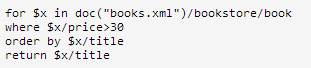 for $x in doc("books.xml")/bookstore/book
where $x/price>30
order by $x/title
return $x/title